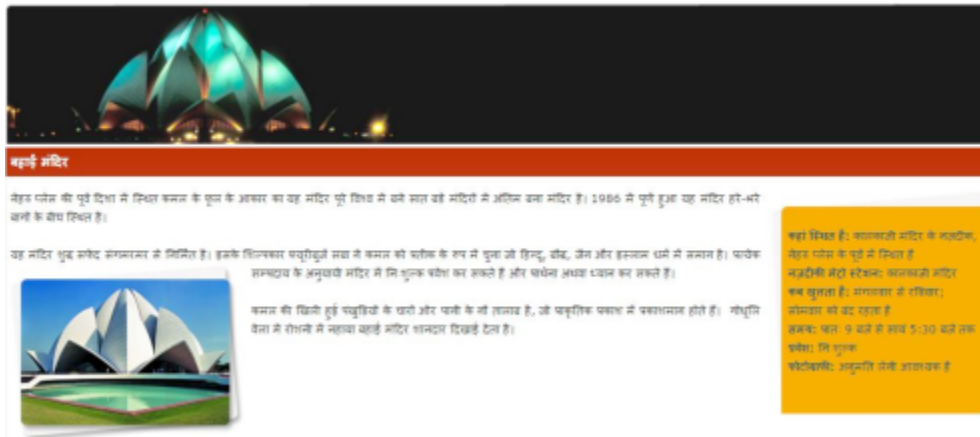 बहाई मंदिर
नेहरु प्लेस की पूर्व दिशा में स्थित कमल के फूल के आकार का यह मंदिर पूरे विश्व में बने सात बडे मंदिरों में अंतिम बना मंदिर है। 1986 में पूर्ण हुआ यह मंदिर हरे-भरे
बागों के बीच स्थित है।
यह मंदिर शुद्ध सफेद संगमरमर से निर्मित है। इसके शिल्पकार फ्यूरीबुर्ज सबा ने कमल को प्रतीक के रुप में चुना जो हिन्दू, बौद्ध, जैन और इस्लाम धर्म में समान है। प्रत्येक
सम्प्रदाय के अनुयायी मंदिर में नि शुल्क प्रवेश कर सकते हैं और प्रार्थना अथवा ध्यान कर सकते हैं।
कमल की खिली हुई पंखुडियों के चारों ओर पानी के नौ तालाब है, जो प्राकृतिक प्रकाश में प्रकाशमान होते हैं। गोधूलि
वेला में रोशनी में नहाया बहाई मंदिर शानदार दिखाई देता है।
कहां स्थित है: कालकाजी मंदिर के नज़दीक,
नेहरु प्लेस के पूर्व में स्थित है
नज़दीकी मेट्रो स्टेशन: कालकाजी मंदिर
कब खुलता है: मंगलवार से रविवार;
सोमवार को बंद रहता है
समय: प्रातः 9 बजे से सायं 5:30 बजे तक
प्रवेश: नि शुल्क
फोटोग्राफी: अनुमति लेनी आवश्यक है